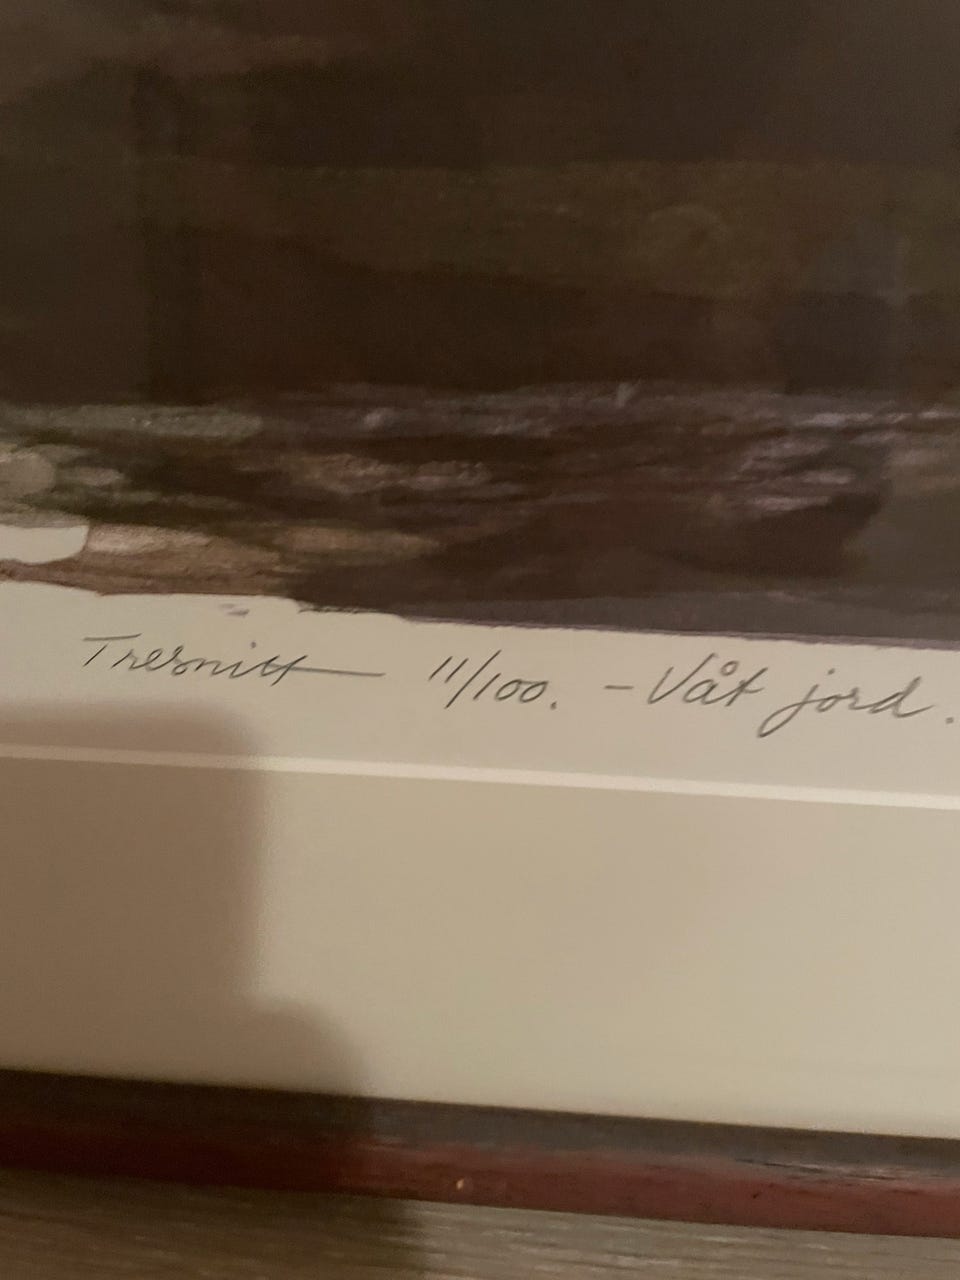 Tresnitt 11/100. - Våt jord.